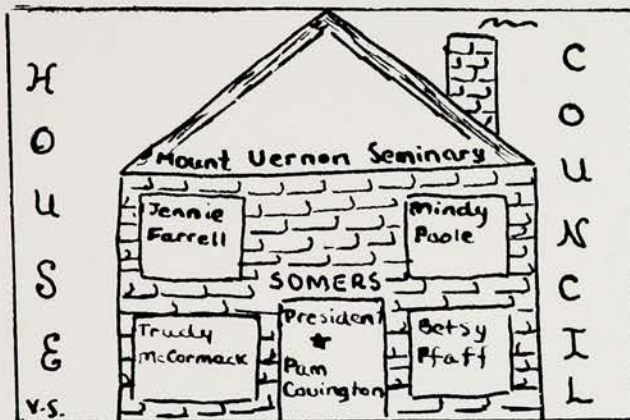 HOUSE
COUNCIL
Mount Vernon Seminary
Jennie
Farrell
Mindy
Poole
SOMERS
Trudy
McCormack
President
Pam
Covington
Betsy
Pfaff
V.S.